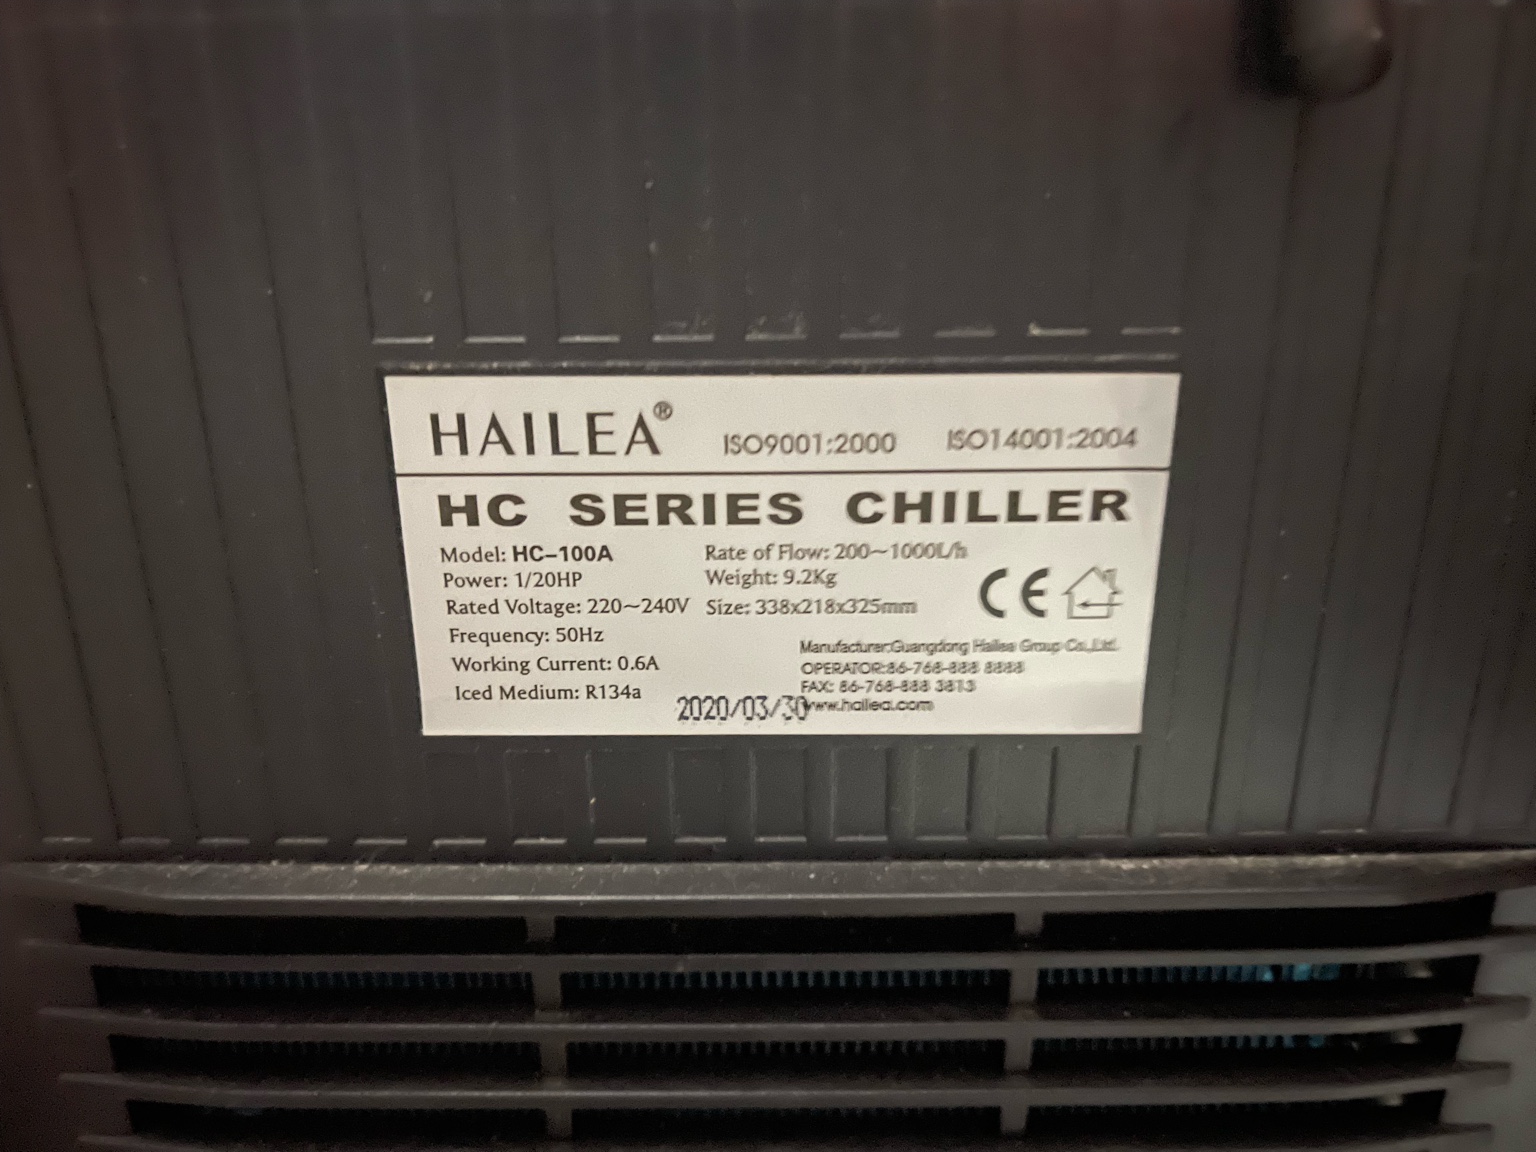 HAILEA® ISO9001:2000 ISO14001:2004
HC SERIES CHILLER
Model: HC-100A
Power: 1/20HP
Rated Voltage: 220~240V
Frequency: 50Hz
Working Current: 0.6A
Iced Medium: R134a
Rate of Flow: 200~1000L/h
Weight: 9.2Kg
Size: 338x218x325mm
CE
Manufacturer:Guangdong Hailea Group Co.,Ltd.
OPERATOR:86-768-888 8888
FAX: 86-768-888 3813
www.hailea.com
2020/03/30